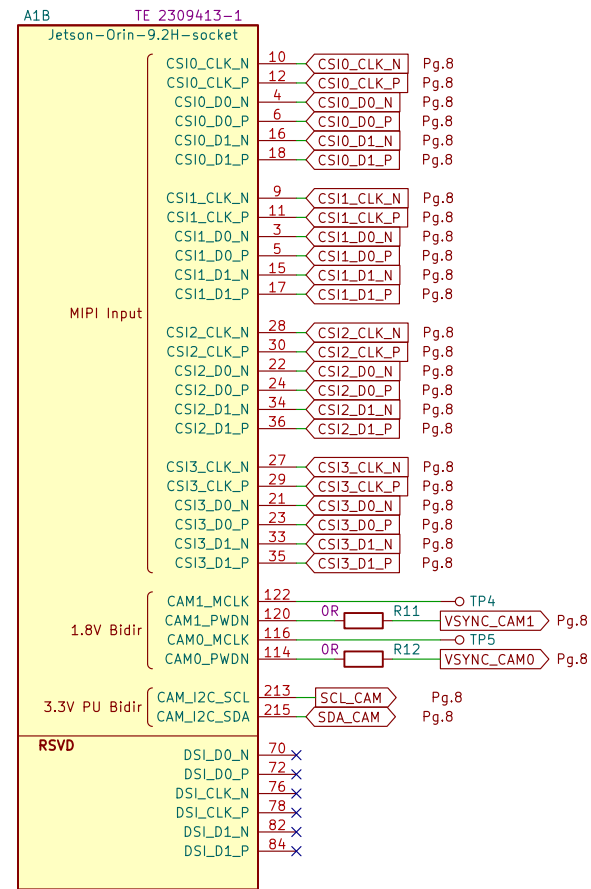 A1B TE 2309413-1
Jetson-Orin-9.2H-socket
CSI0_CLK_N 10 CSI0_CLK_N Pg.8
CSI0_CLK_P 12 CSI0_CLK_P Pg.8
CSI0_D0_N 4 CSI0_D0_N Pg.8
CSI0_D0_P 6 CSI0_D0_P Pg.8
CSI0_D1_N 16 CSI0_D1_N Pg.8
CSI0_D1_P 18 CSI0_D1_P Pg.8
CSI1_CLK_N 9 CSI1_CLK_N Pg.8
CSI1_CLK_P 11 CSI1_CLK_P Pg.8
CSI1_D0_N 3 CSI1_D0_N Pg.8
CSI1_D0_P 5 CSI1_D0_P Pg.8
CSI1_D1_N 15 CSI1_D1_N Pg.8
CSI1_D1_P 17 CSI1_D1_P Pg.8
MIPI Input
CSI2_CLK_N 28 CSI2_CLK_N Pg.8
CSI2_CLK_P 30 CSI2_CLK_P Pg.8
CSI2_D0_N 22 CSI2_D0_N Pg.8
CSI2_D0_P 24 CSI2_D0_P Pg.8
CSI2_D1_N 34 CSI2_D1_N Pg.8
CSI2_D1_P 36 CSI2_D1_P Pg.8
CSI3_CLK_N 27 CSI3_CLK_N Pg.8
CSI3_CLK_P 29 CSI3_CLK_P Pg.8
CSI3_D0_N 21 CSI3_D0_N Pg.8
CSI3_D0_P 23 CSI3_D0_P Pg.8
CSI3_D1_N 33 CSI3_D1_N Pg.8
CSI3_D1_P 35 CSI3_D1_P Pg.8
CAM1_MCLK 122 TP4
CAM1_PWDN 120 0R R11 VSYNC_CAM1 Pg.8
1.8V Bidir
CAM0_MCLK 116 TP5
CAM0_PWDN 114 0R R12 VSYNC_CAM0 Pg.8
CAM_I2C_SCL 213 SCL_CAM Pg.8
3.3V PU Bidir
CAM_I2C_SDA 215 SDA_CAM Pg.8
RSVD
DSI_D0_N 70
DSI_D0_P 72
DSI_CLK_N 76
DSI_CLK_P 78
DSI_D1_N 82
DSI_D1_P 84